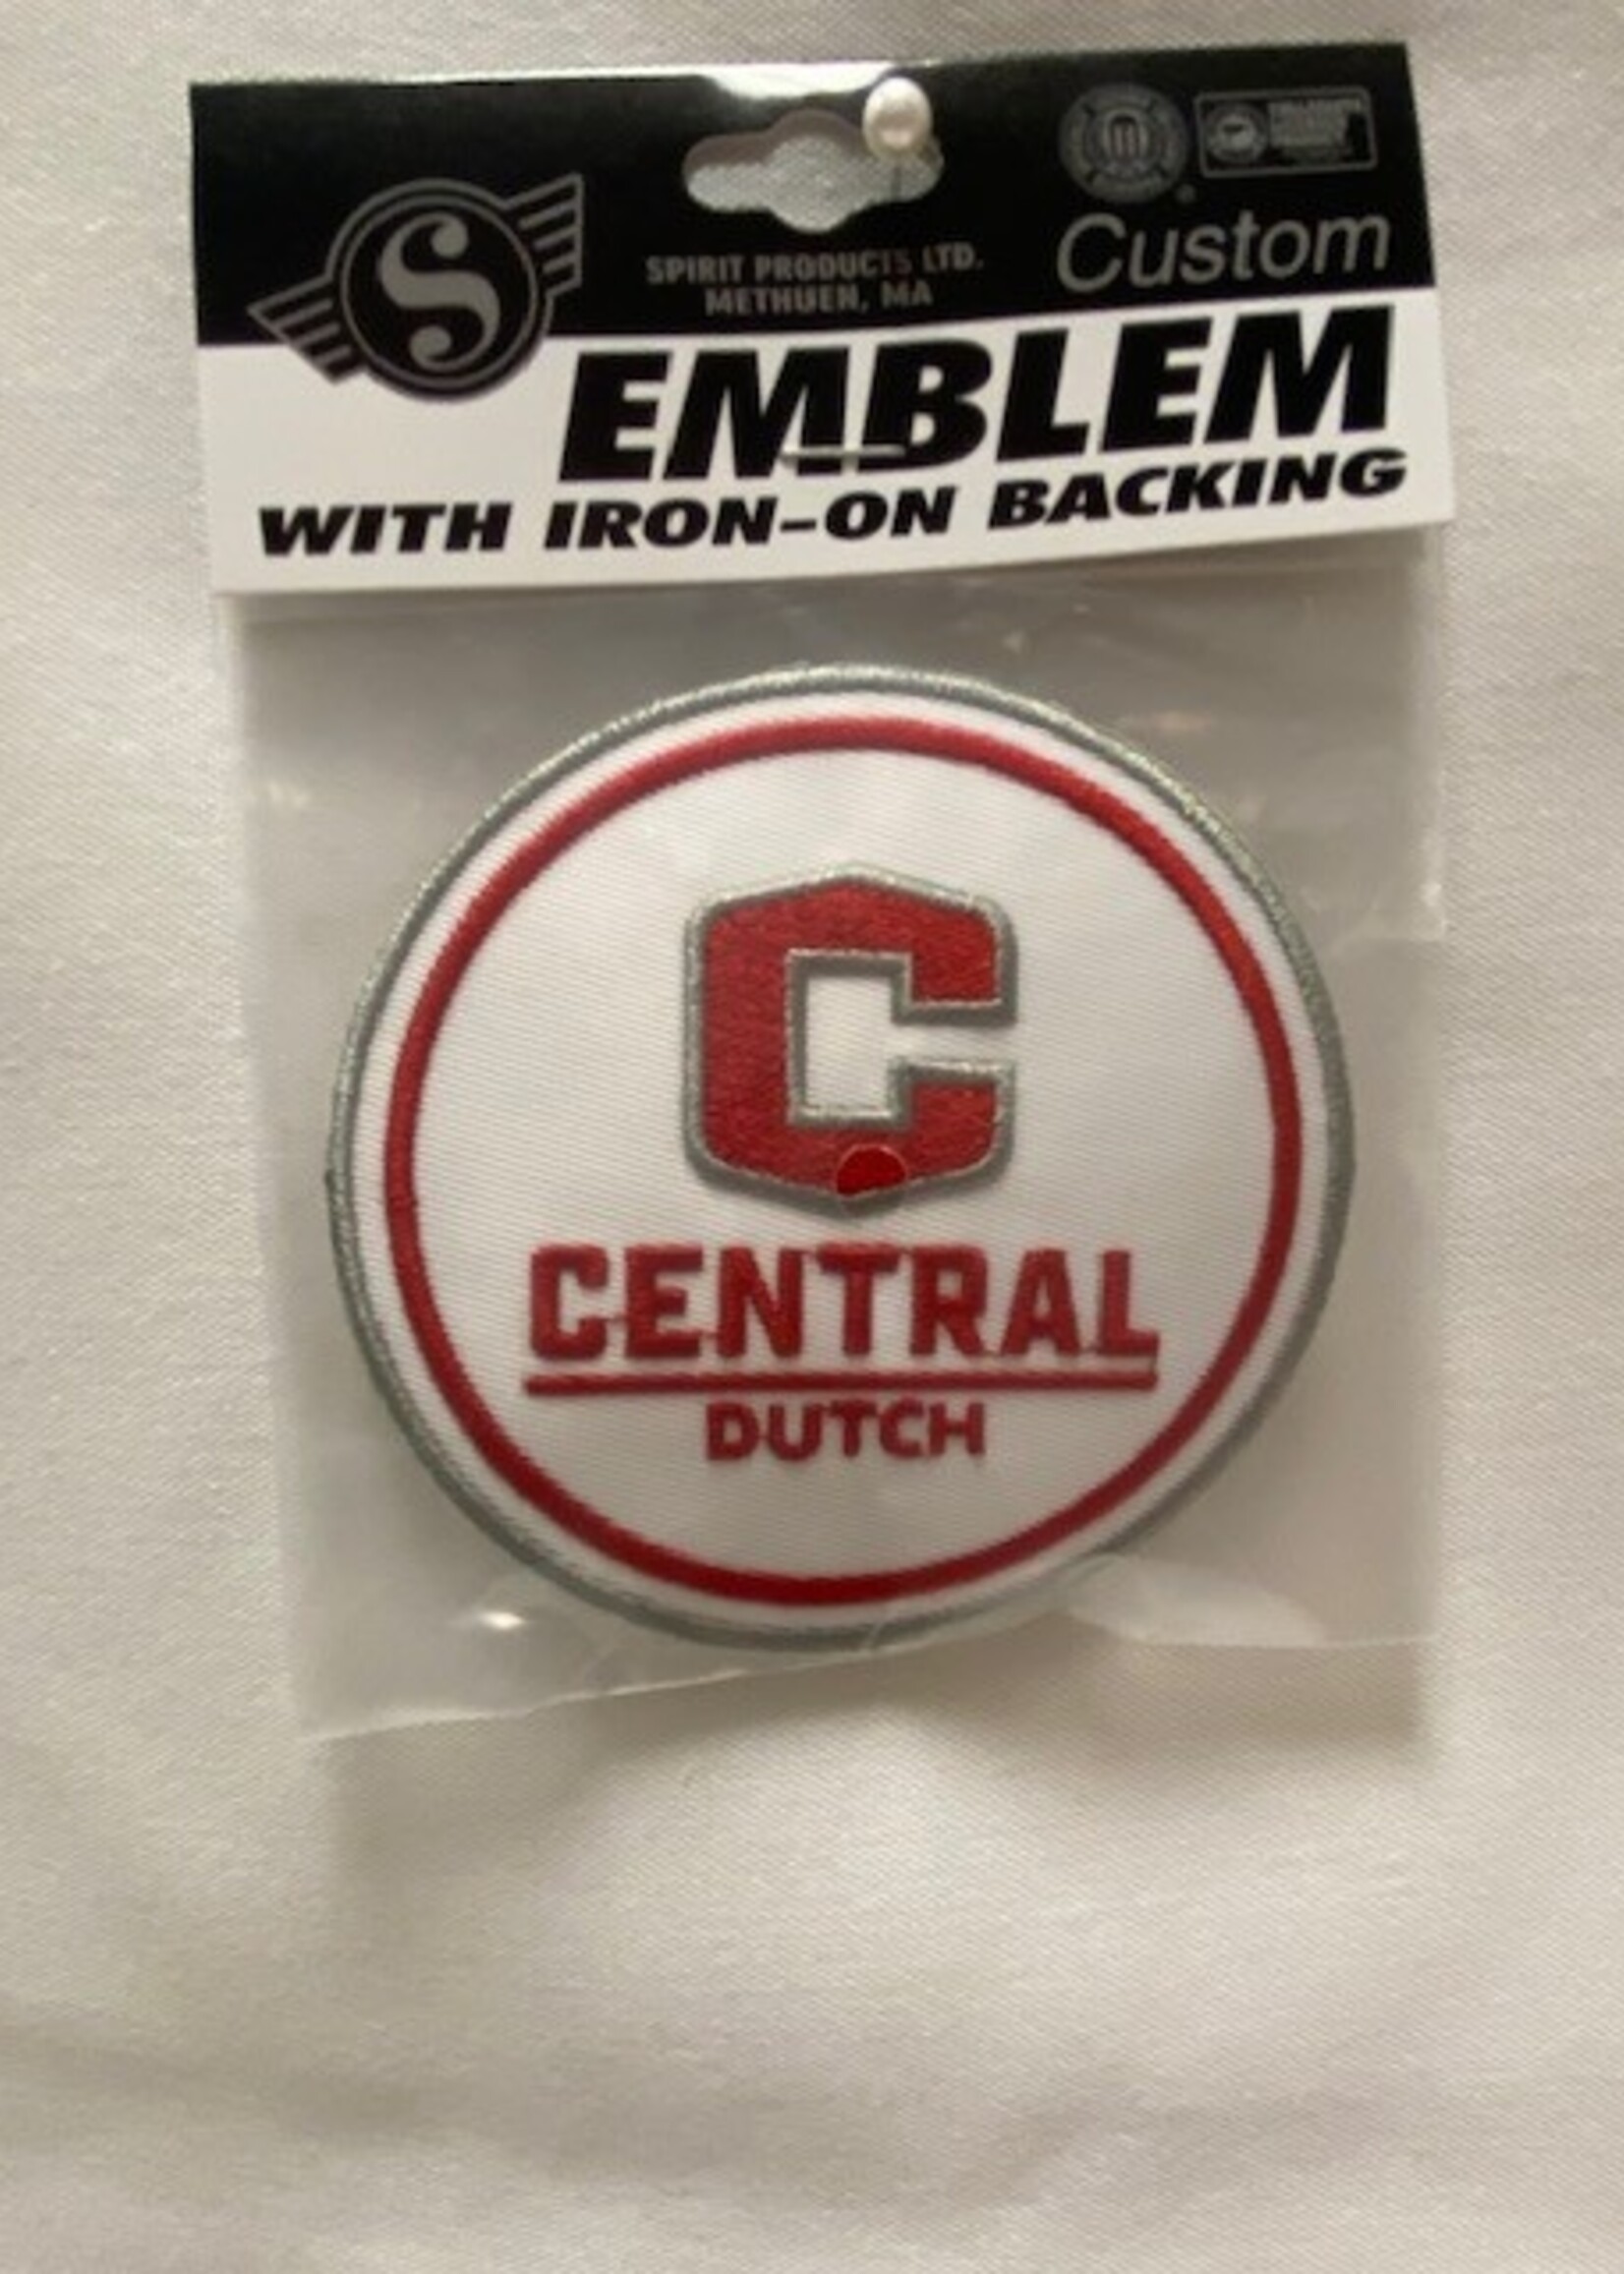 S
SPIRIT PRODUCTS LTD.
METHUEN, MA
Custom
EMBLEM
WITH IRON-ON BACKING
C
CENTRAL
DUTCH